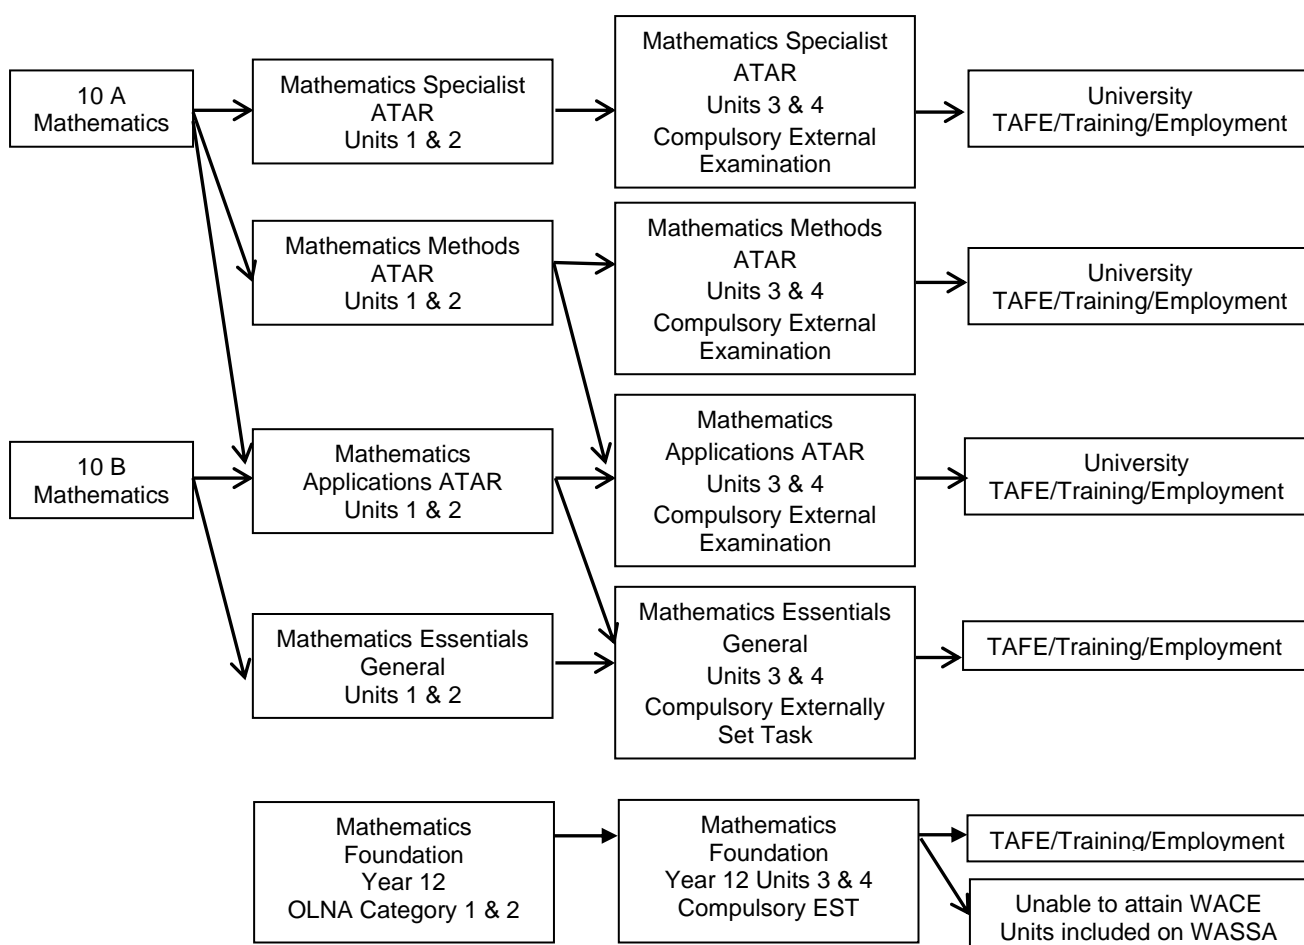 10 A
Mathematics
Mathematics Specialist
ATAR
Units 1 & 2
Mathematics Specialist
ATAR
Units 3 & 4
Compulsory External
Examination
University
TAFE/Training/Employment
Mathematics Methods
ATAR
Units 1 & 2
Mathematics Methods
ATAR
Units 3 & 4
Compulsory External
Examination
University
TAFE/Training/Employment
10 B
Mathematics
Mathematics
Applications ATAR
Units 1 & 2
Mathematics
Applications ATAR
Units 3 & 4
Compulsory External
Examination
University
TAFE/Training/Employment
Mathematics Essentials
General
Units 1 & 2
Mathematics Essentials
General
Units 3 & 4
Compulsory Externally
Set Task
TAFE/Training/Employment
Mathematics
Foundation
Year 12
OLNA Category 1 & 2
Mathematics
Foundation
Year 12 Units 3 & 4
Compulsory EST
TAFE/Training/Employment
Unable to attain WACE
Units included on WASSA